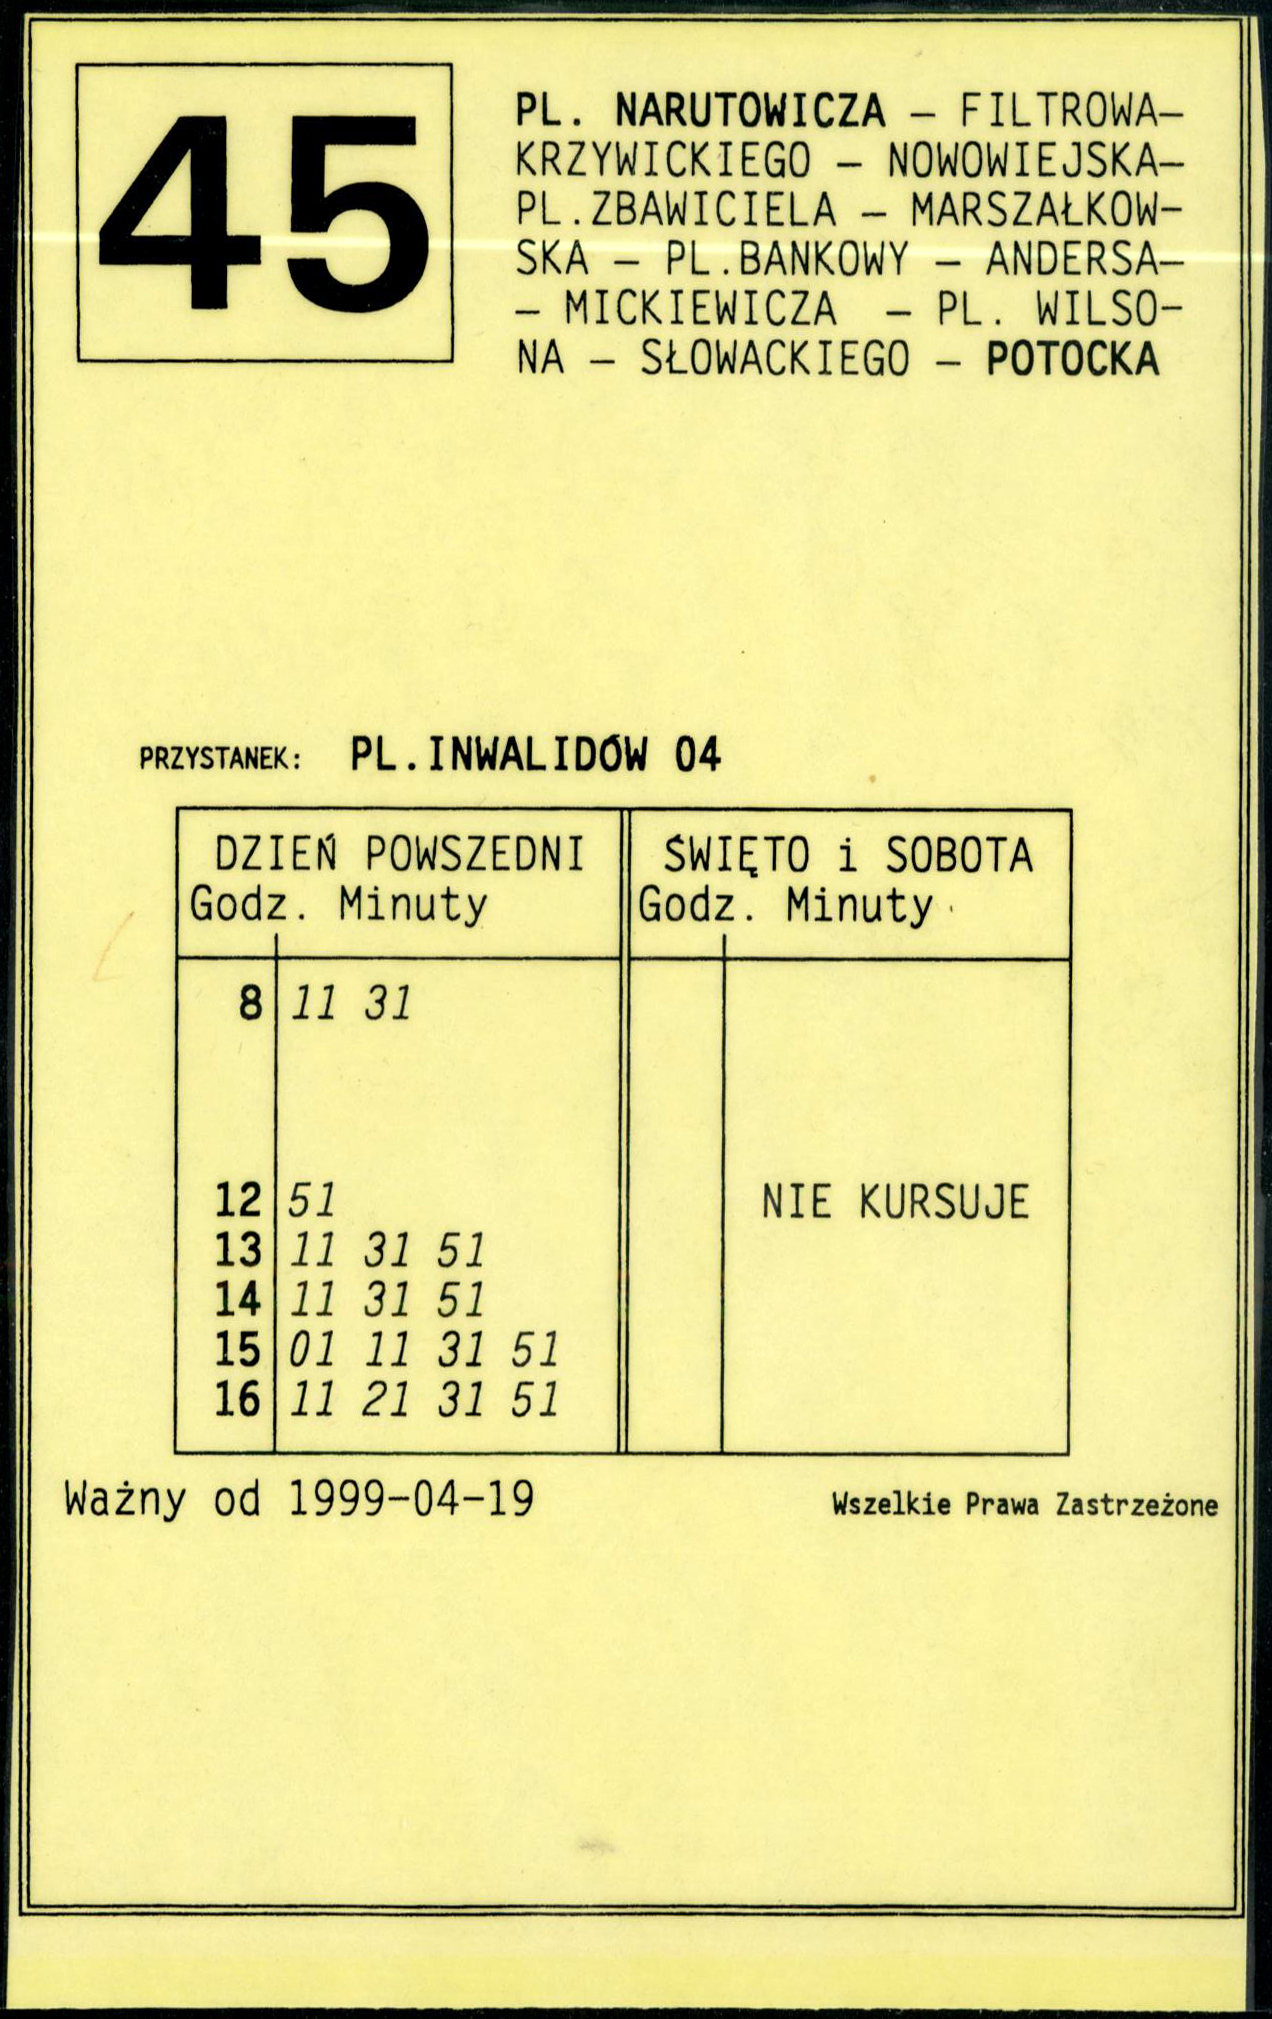 45
PL. NARUTOWICZA – FILTROWA–
KRZYWICKIEGO – NOWOWIEJSKA–
PL.ZBAWICIELA – MARSZAŁKOW–
SKA – PL.BANKOWY – ANDERSA–
– MICKIEWICZA – PL. WILSO–
NA – SŁOWACKIEGO – POTOCKA
PRZYSTANEK: PL.INWALIDÓW 04
DZIEŃ POWSZEDNI ŚWIĘTO i SOBOTA
Godz. Minuty Godz. Minuty
8 11 31
12 51 NIE KURSUJE
13 11 31 51
14 11 31 51
15 01 11 31 51
16 11 21 31 51
Ważny od 1999–04–19 Wszelkie Prawa Zastrzeżone